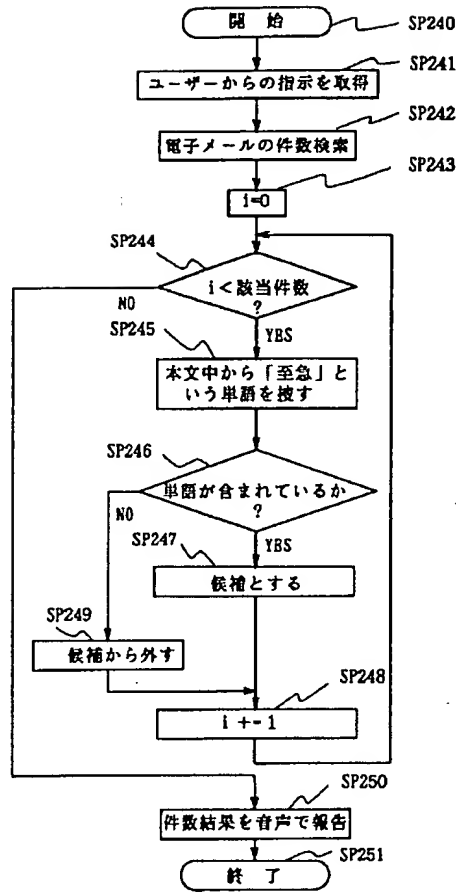 開 始
SP240
SP241
ユーザーからの指示を取得
SP242
電子メールの件数検索
SP243
i=0
SP244
i<該当件数
?
NO
YES
SP245
本文中から「至急」と
いう単語を捜す
SP246
単語が含まれているか
?
NO
YES
SP247
候補とする
SP249
候補から外す
SP248
i +=1
SP250
件数結果を音声で報告
SP251
終 了